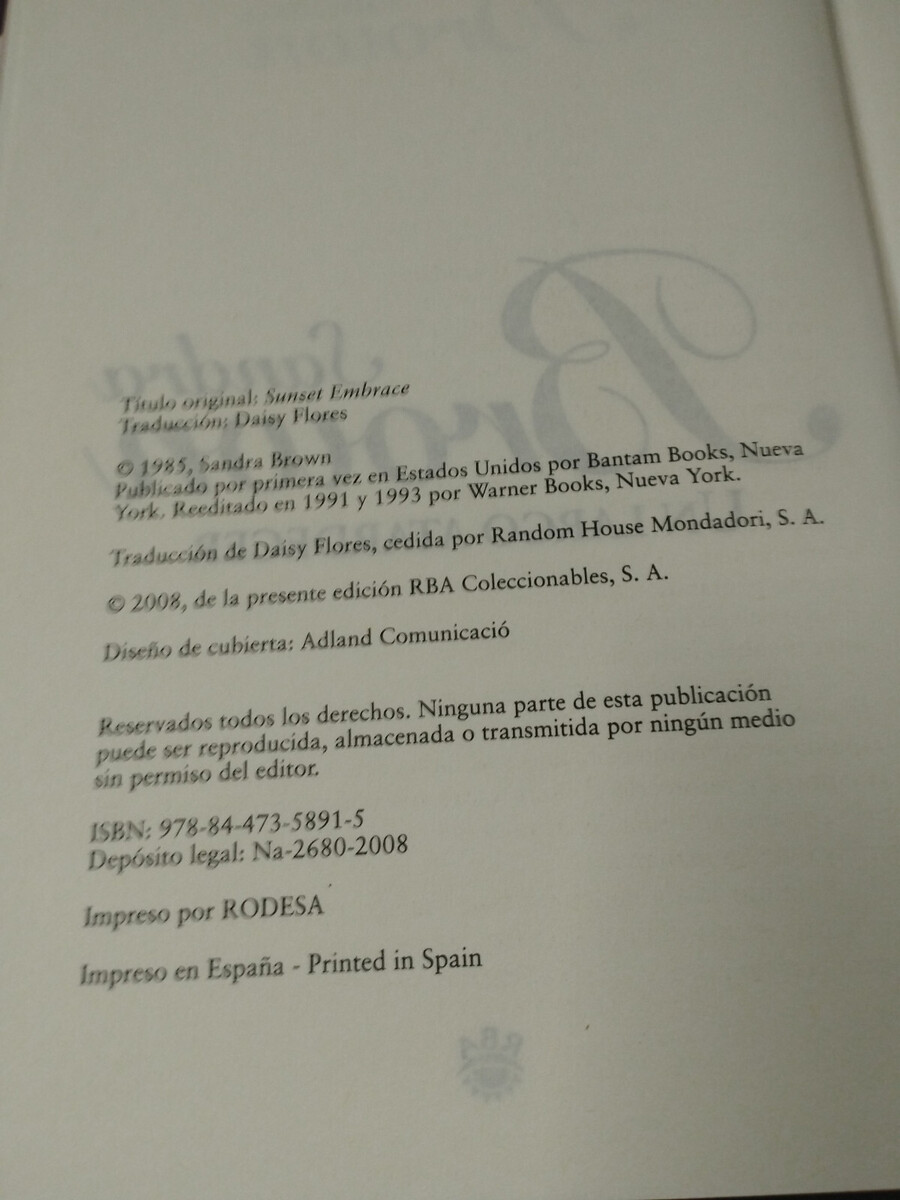 Título original: Sunset Embrace
Traducción: Daisy Flores
© 1985, Sandra Brown
Publicado por primera vez en Estados Unidos por Bantam Books, Nueva
York. Reeditado en 1991 y 1993 por Warner Books, Nueva York.
Traducción de Daisy Flores, cedida por Random House Mondadori, S. A.
© 2008, de la presente edición RBA Coleccionables, S. A.
Diseño de cubierta: Adland Comunicació
Reservados todos los derechos. Ninguna parte de esta publicación
puede ser reproducida, almacenada o transmitida por ningún medio
sin permiso del editor.
ISBN: 978-84-473-5891-5
Depósito legal: Na-2680-2008
Impreso por RODESA
Impreso en España - Printed in Spain
Sandra
Brown
RBA